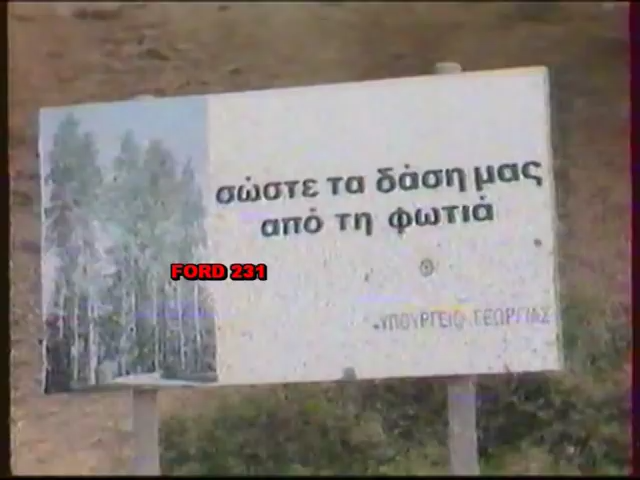 σώστε τα δάση μας
από τη φωτιά
FORD 231
ΥΠΟΥΡΓΕΙΟ ΓΕΩΡΓΙΑΣ